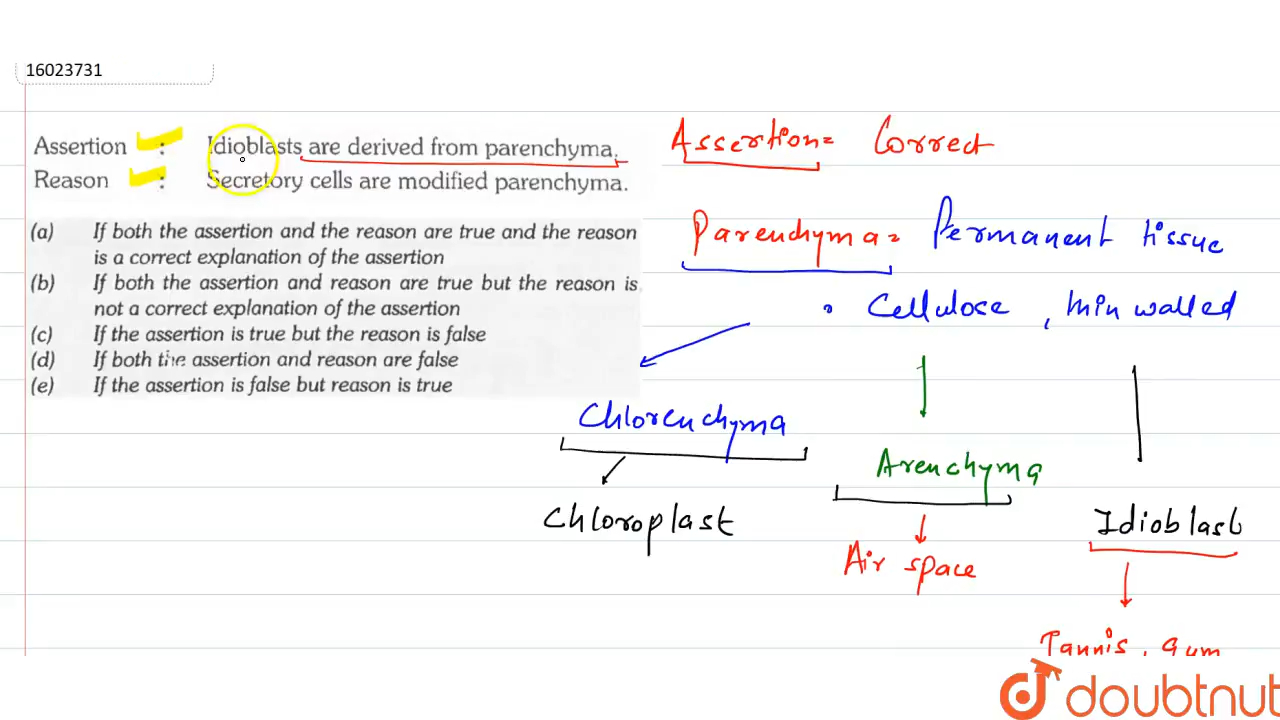 16023731
Assertion : Idioblasts are derived from parenchyma.
Reason : Secretory cells are modified parenchyma.
(a) If both the assertion and the reason are true and the reason
is a correct explanation of the assertion
(b) If both the assertion and reason are true but the reason is
not a correct explanation of the assertion
(c) If the assertion is true but the reason is false
(d) If both the assertion and reason are false
(e) If the assertion is false but reason is true
Assertion = Correct
Parenchyma = Permanent tissue
• Cellulose, thin walled
Chlorenchyma
Arenchyma
Chloroplast
Idioblast
Air space
Tannis, gum
doubtnut